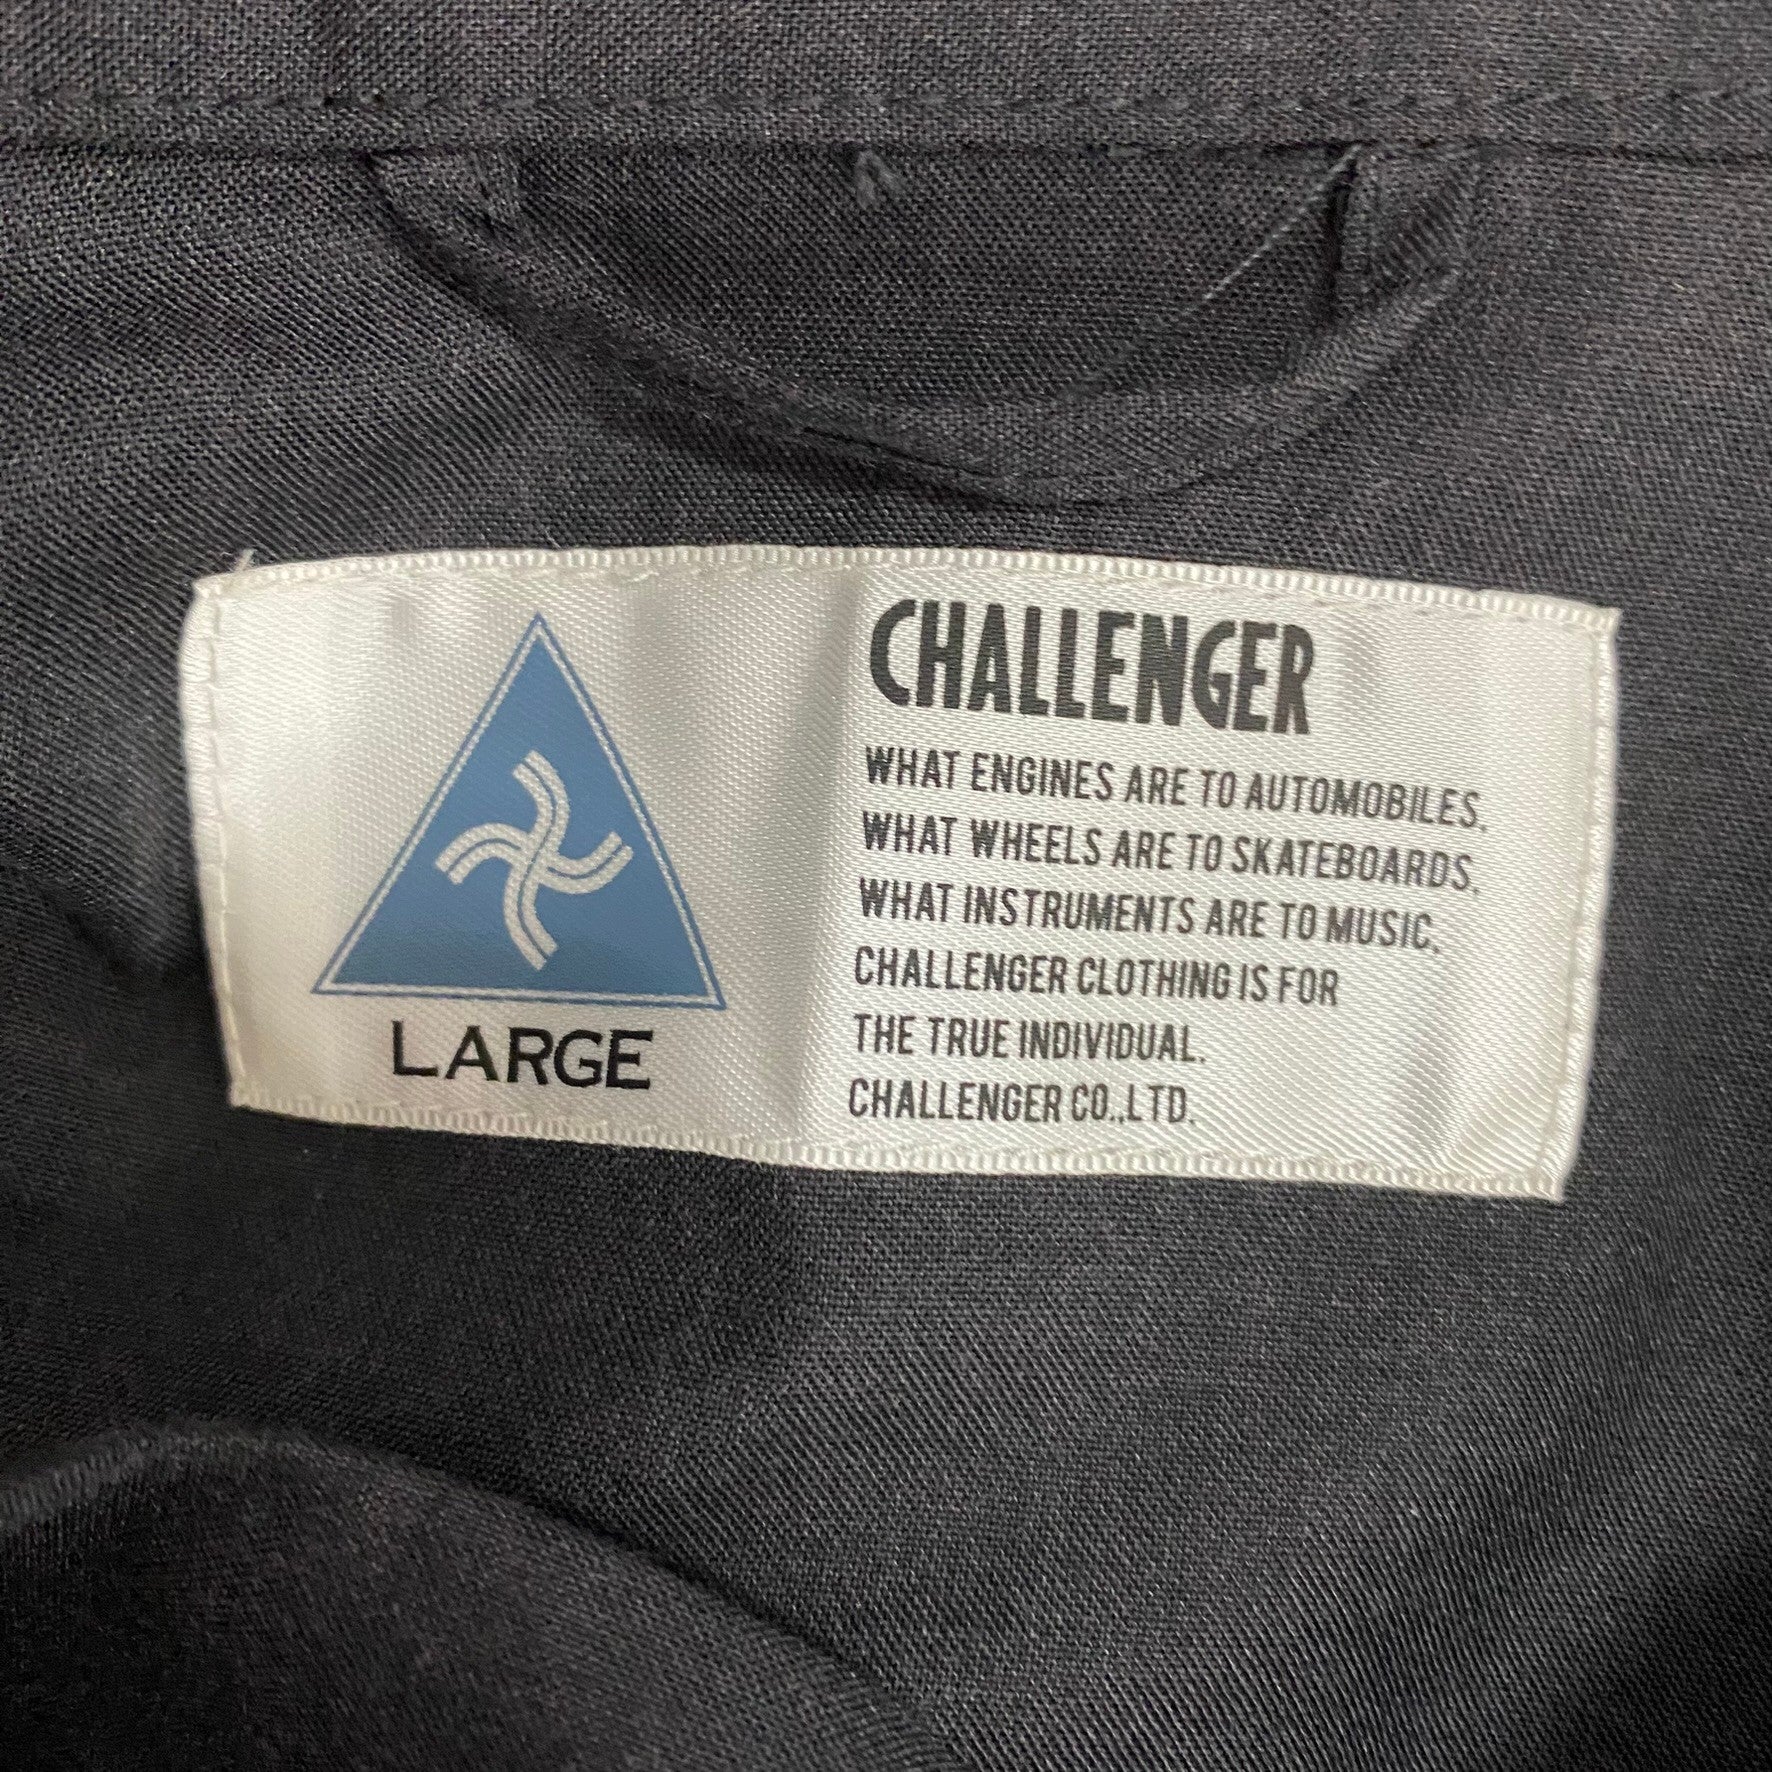 CHALLENGER
WHAT ENGINES ARE TO AUTOMOBILES.
WHAT WHEELS ARE TO SKATEBOARDS.
WHAT INSTRUMENTS ARE TO MUSIC.
CHALLENGER CLOTHING IS FOR
THE TRUE INDIVIDUAL.
CHALLENGER CO.,LTD.
LARGE